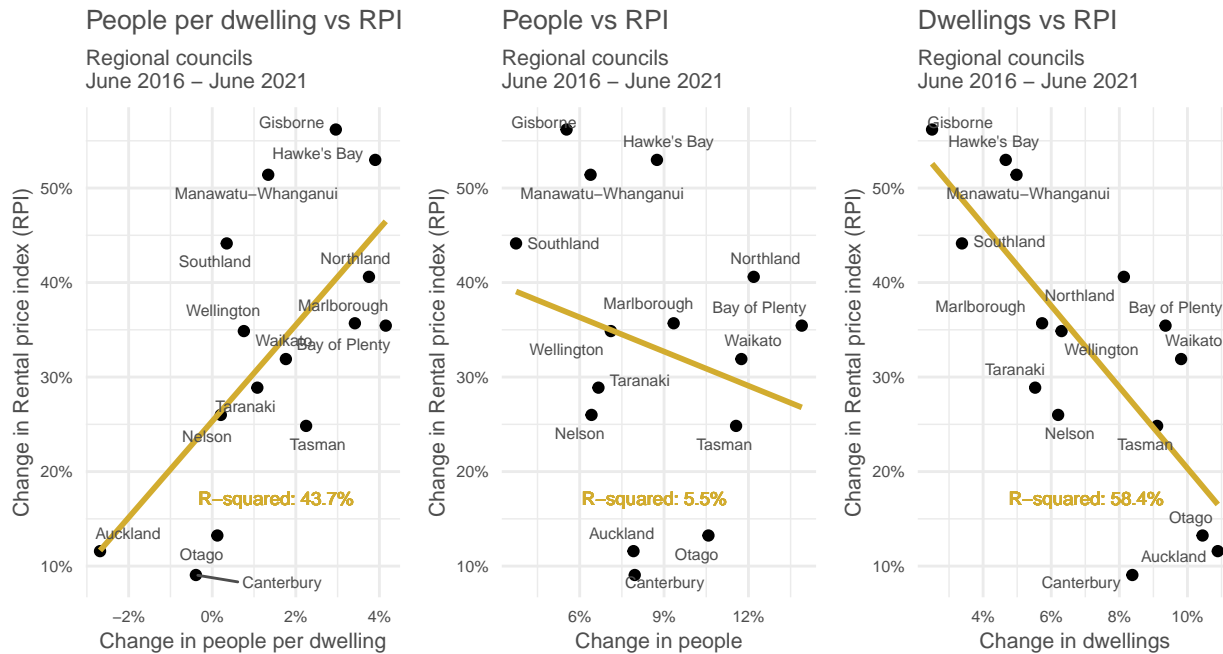 People per dwelling vs RPI
Regional councils
June 2016 – June 2021
Change in Rental price index (RPI)
50%
40%
30%
20%
10%
Gisborne
Hawke's Bay
Manawatu–Whanganui
Southland
Northland
Wellington
Marlborough
Waikato
Bay of Plenty
Taranaki
Nelson
Tasman
R–squared: 43.7%
Auckland
Otago
Canterbury
–2%
0%
2%
4%
Change in people per dwelling
People vs RPI
Regional councils
June 2016 – June 2021
Change in Rental price index (RPI)
50%
40%
30%
20%
10%
Gisborne
Hawke's Bay
Manawatu–Whanganui
Southland
Northland
Marlborough
Bay of Plenty
Wellington
Waikato
Taranaki
Nelson
Tasman
R–squared: 5.5%
Auckland
Otago
Canterbury
6%
9%
12%
Change in people
Dwellings vs RPI
Regional councils
June 2016 – June 2021
Change in Rental price index (RPI)
50%
40%
30%
20%
10%
Gisborne
Hawke's Bay
Manawatu–Whanganui
Southland
Northland
Marlborough
Bay of Plenty
Wellington
Waikato
Taranaki
Nelson
Tasman
R–squared: 58.4%
Otago
Auckland
Canterbury
4%
6%
8%
10%
Change in dwellings